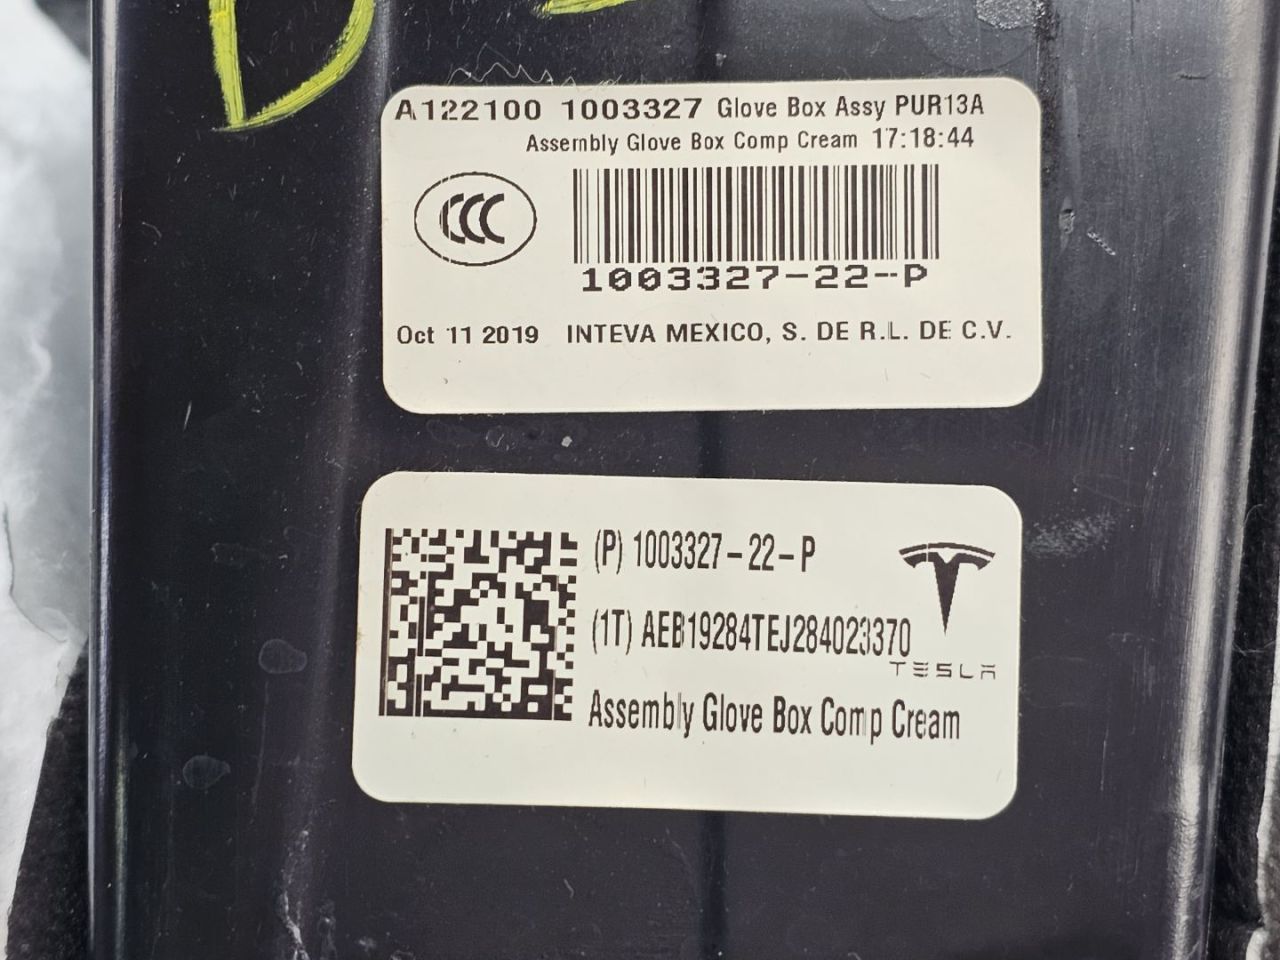 A122100 1003327 Glove Box Assy PUR13A
Assembly Glove Box Comp Cream 17:18:44
CCC
1003327-22-P
Oct 11 2019 INTEVA MEXICO, S. DE R.L. DE C.V.
(P) 1003327-22-P
(1T) AEB19284TEJ284023370
TESLA
Assembly Glove Box Comp Cream